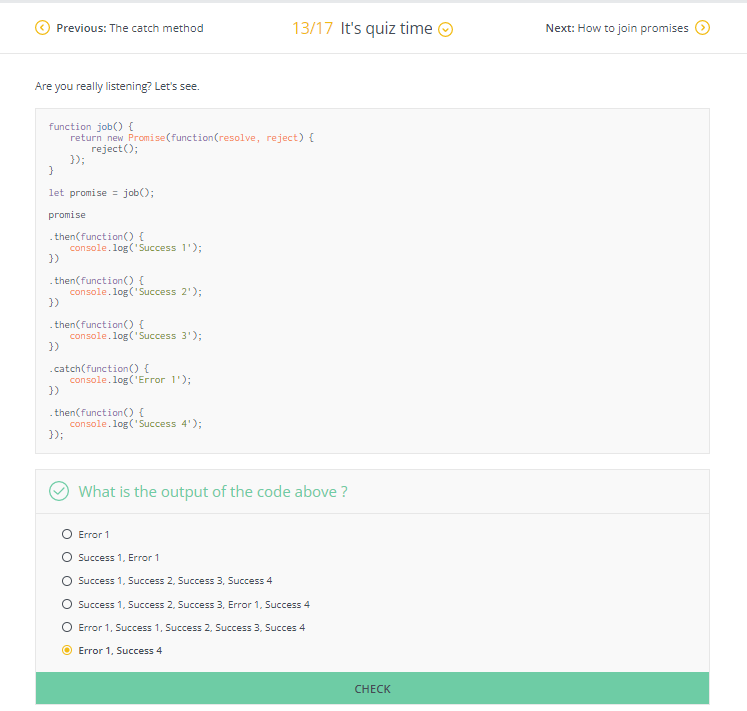 Previous: The catch method
13/17 It's quiz time
Next: How to join promises
Are you really listening? Let's see.
function job() {
    return new Promise(function(resolve, reject) {
        reject();
    });
}
let promise = job();
promise
.then(function() {
    console.log('Success 1');
})
.then(function() {
    console.log('Success 2');
})
.then(function() {
    console.log('Success 3');
})
.catch(function() {
    console.log('Error 1');
})
.then(function() {
    console.log('Success 4');
});
What is the output of the code above ?
Error 1
Success 1, Error 1
Success 1, Success 2, Success 3, Success 4
Success 1, Success 2, Success 3, Error 1, Success 4
Error 1, Success 1, Success 2, Success 3, Succes 4
Error 1, Success 4
CHECK